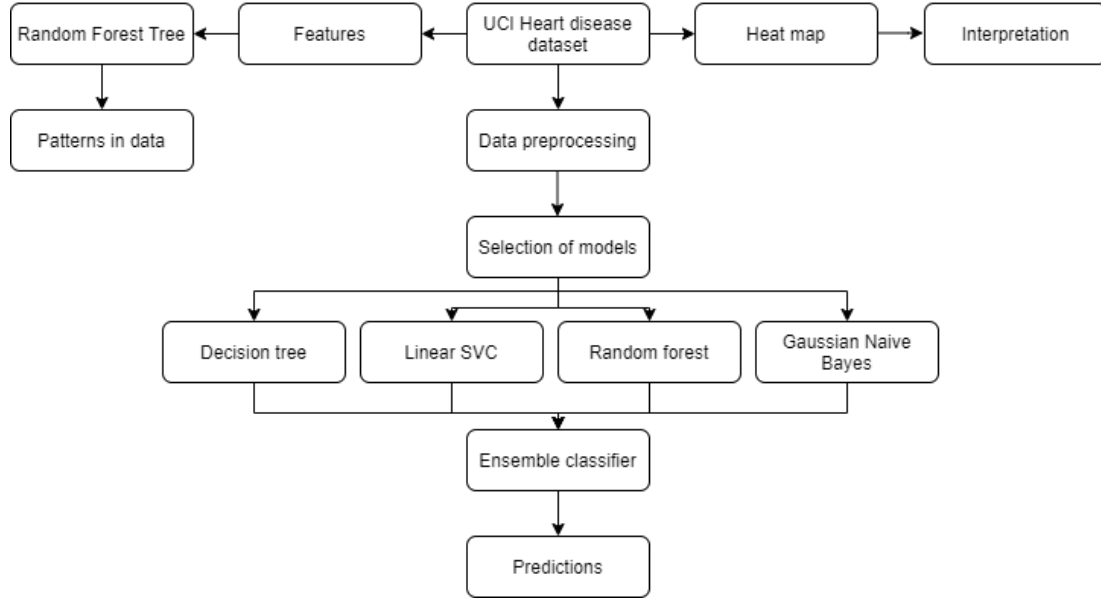 Random Forest Tree
Features
UCI Heart disease
dataset
Heat map
Interpretation
Patterns in data
Data preprocessing
Selection of models
Decision tree
Linear SVC
Random forest
Gaussian Naive
Bayes
Ensemble classifier
Predictions